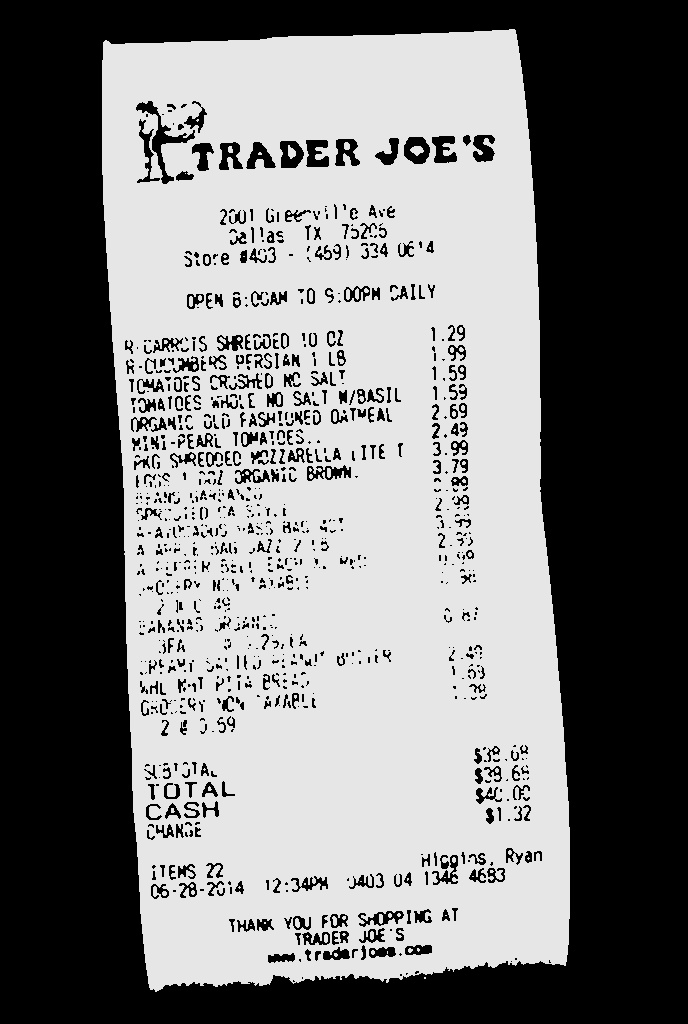 TRADER JOE'S
2001 Greenville Ave
Dallas TX 75206
Store #403 - (469) 334 0614
OPEN 8:00AM TO 9:00PM DAILY
R-CARROTS SHREDDED 10 OZ 1.29
R-CUCUMBERS PERSIAN 1 LB 1.99
TOMATOES CRUSHED NO SALT 1.59
TOMATOES WHOLE NO SALT W/BASIL 1.59
ORGANIC OLD FASHIONED OATMEAL 2.69
MINI-PEARL TOMATOES.. 2.49
PKG SHREDDED MOZZARELLA LITE T 3.99
EGGS 1 DOZ ORGANIC BROWN. 3.79
BEANS GARBANZO 0.89
SPROUTED CA STYLE 2.99
A-AVOCADOS HASS BAG 4CT 3.99
A-APPLE BAG JAZZ 2 LB 2.99
A-PEPPER BELL EACH XL RED 0.99
GROCERY NON TAXABLE 0.98
2 @ 0.49
BANANAS ORGANIC 0.87
3EA @ 0.29/EA
CREAMY SALTED PEANUT BUTTER 2.49
WHL WHT PITA BREAD 1.69
GROCERY NON TAXABLE 1.38
2 @ 0.69
SUBTOTAL $38.68
TOTAL $38.68
CASH $40.00
CHANGE $1.32
ITEMS 22 Higgins, Ryan
06-28-2014 12:34PM 0403 04 1346 4683
THANK YOU FOR SHOPPING AT
TRADER JOE'S
www.traderjoes.com